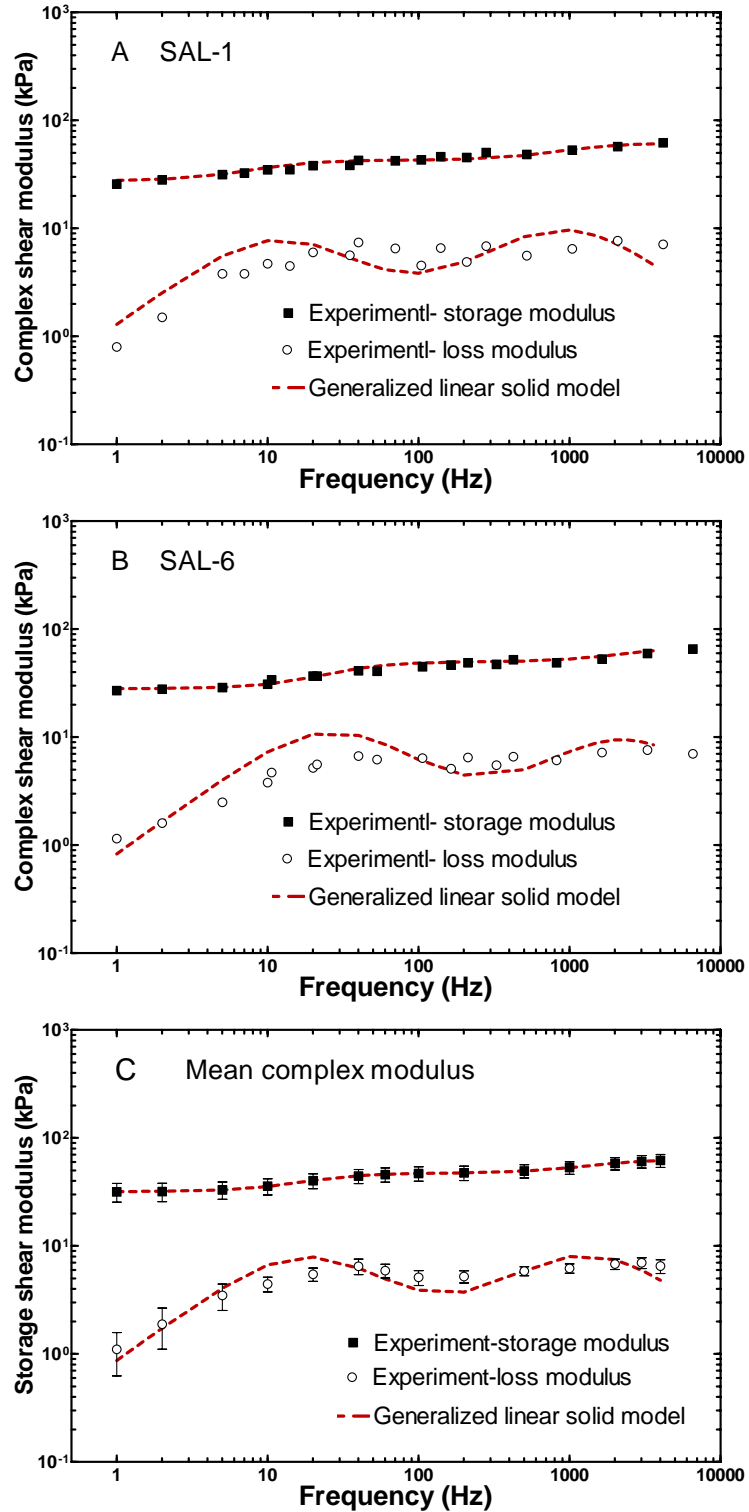 A SAL-1
Complex shear modulus (kPa)
10³
10²
10¹
10⁰
10⁻¹
Experimentl- storage modulus
Experimentl- loss modulus
Generalized linear solid model
1 10 100 1000 10000
Frequency (Hz)
B SAL-6
Complex shear modulus (kPa)
10³
10²
10¹
10⁰
10⁻¹
Experimentl- storage modulus
Experimentl- loss modulus
Generalized linear solid model
1 10 100 1000 10000
Frequency (Hz)
C Mean complex modulus
Storage shear modulus (kPa)
10³
10²
10¹
10⁰
10⁻¹
Experiment-storage modulus
Experiment-loss modulus
Generalized linear solid model
1 10 100 1000 10000
Frequency (Hz)